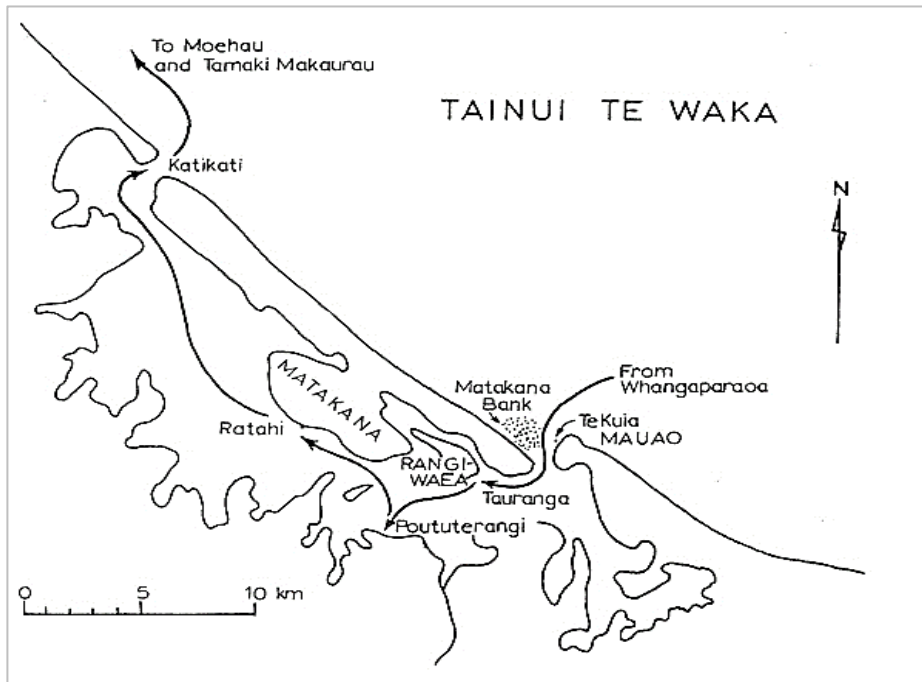 To Moehau
and Tamaki Makaurau
TAINUI TE WAKA
Katikati
N
From
Whangaparaoa
Matakana
Bank
Te Kuia
MAUAO
MATAKANA
Ratahi
RANGI-
WAEA
Tauranga
Poututerangi
0 5 10 km